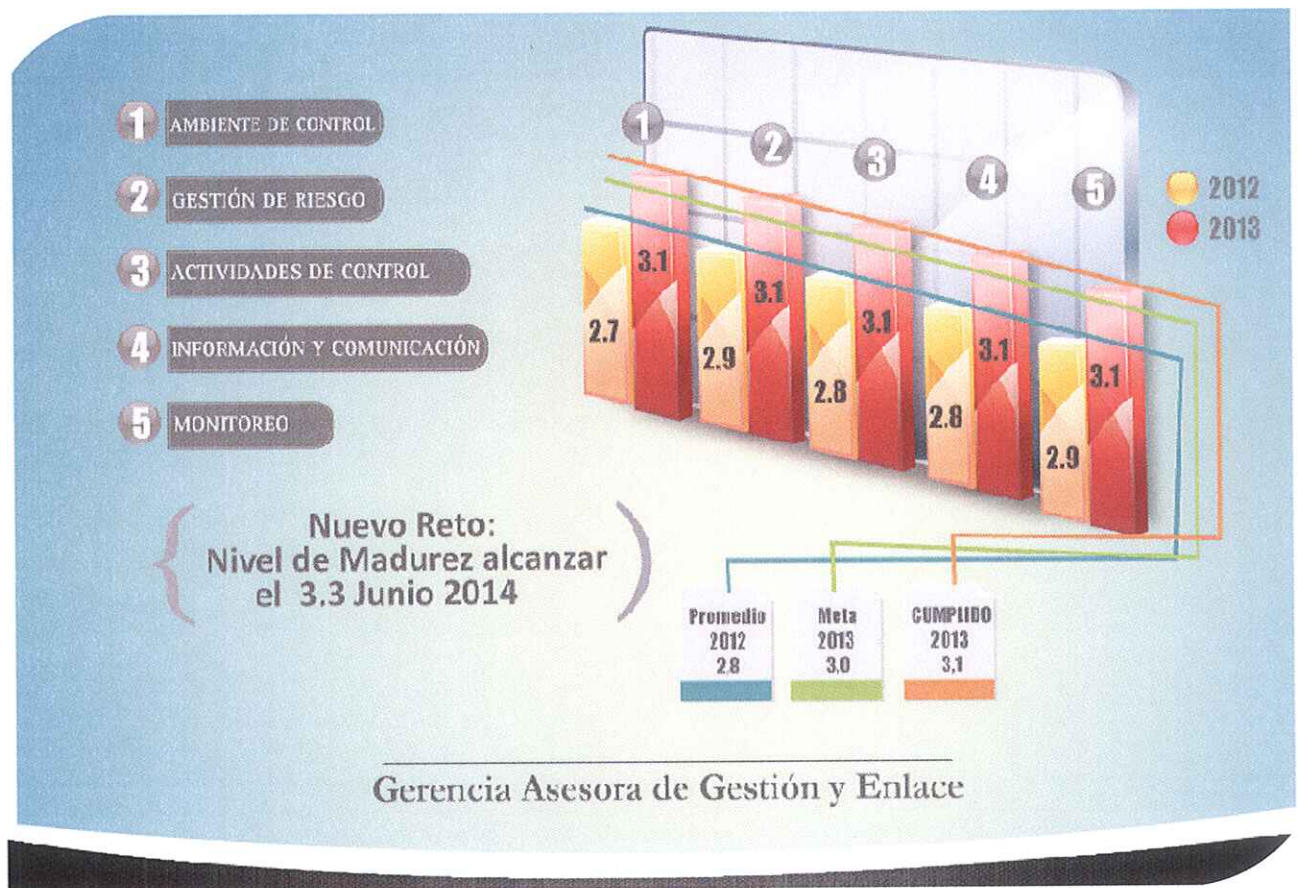 1 AMBIENTE DE CONTROL
2 GESTIÓN DE RIESGO
3 ACTIVIDADES DE CONTROL
4 INFORMACIÓN Y COMUNICACIÓN
5 MONITOREO
1
2
3
4
5
2012
2013
2.7
3.1
2.9
3.1
2.8
3.1
2.8
3.1
2.9
3.1
Nuevo Reto:
Nivel de Madurez alcanzar
el 3.3 Junio 2014
Promedio
2012
2,8
Meta
2013
3,0
CUMPLIDO
2013
3,1
Gerencia Asesora de Gestión y Enlace